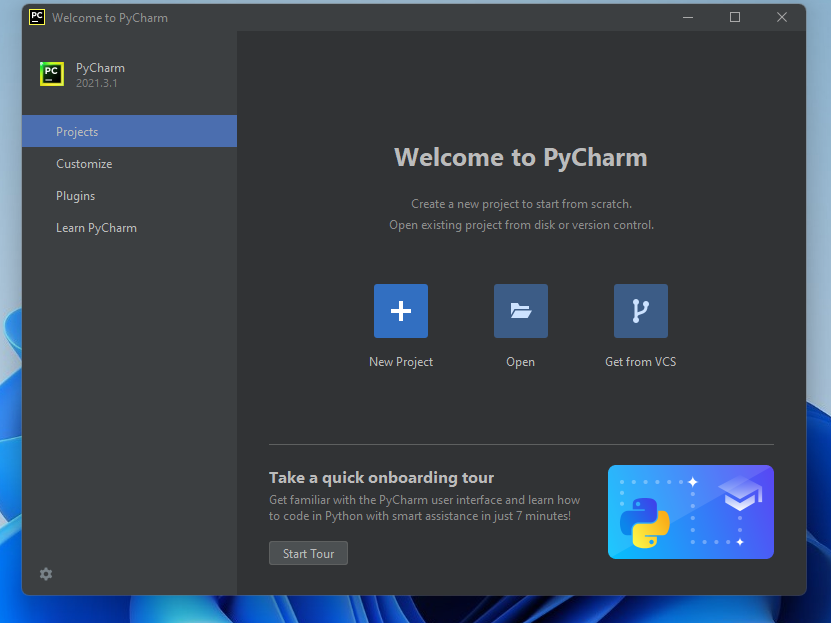 PC Welcome to PyCharm
PC PyCharm
2021.3.1
Projects
Customize
Plugins
Learn PyCharm
Welcome to PyCharm
Create a new project to start from scratch.
Open existing project from disk or version control.
New Project
Open
Get from VCS
Take a quick onboarding tour
Get familiar with the PyCharm user interface and learn how
to code in Python with smart assistance in just 7 minutes!
Start Tour